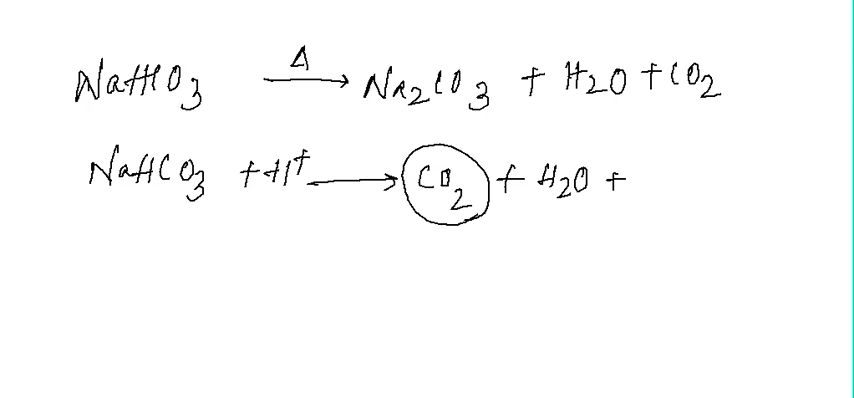 NaHCO3 Δ → Na2CO3 + H2O + CO2
NaHCO3 + H+ → CO2 + H2O +